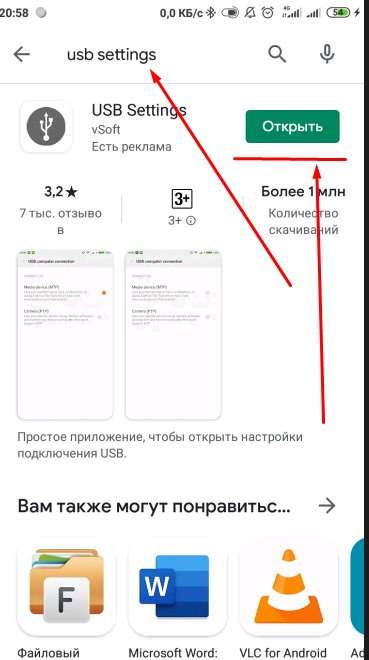 20:58 0,0 КБ/с 4G 54
usb settings
USB Settings
vSoft
Есть реклама
Открыть
3,2★
7 тыс. отзыво
в
3+
3+
Более 1 млн
Количество
скачиваний
USB computer connection
Media device (MTP)
Camera (PTP)
USB computer connection
Media device (MTP)
Camera (PTP)
Простое приложение, чтобы открыть настройки
подключения USB.
Вам также могут понравитьс...
F
W
Файловый
Microsoft Word:
VLC for Android
Ad